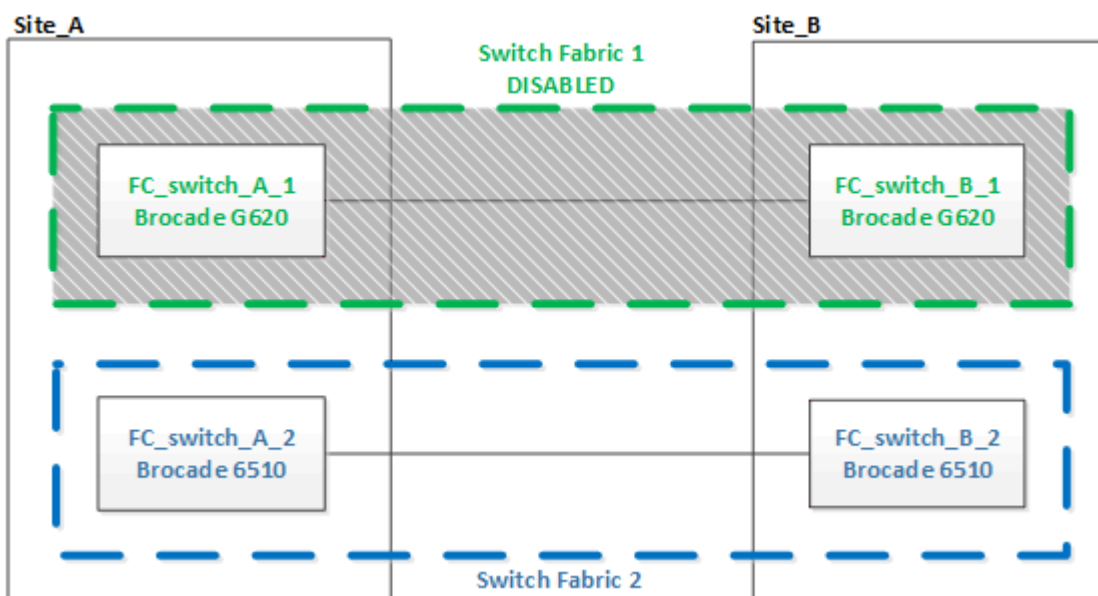 Site_A
Site_B
Switch Fabric 1
DISABLED
FC_switch_A_1
Brocade G620
FC_switch_B_1
Brocade G620
FC_switch_A_2
Brocade 6510
FC_switch_B_2
Brocade 6510
Switch Fabric 2